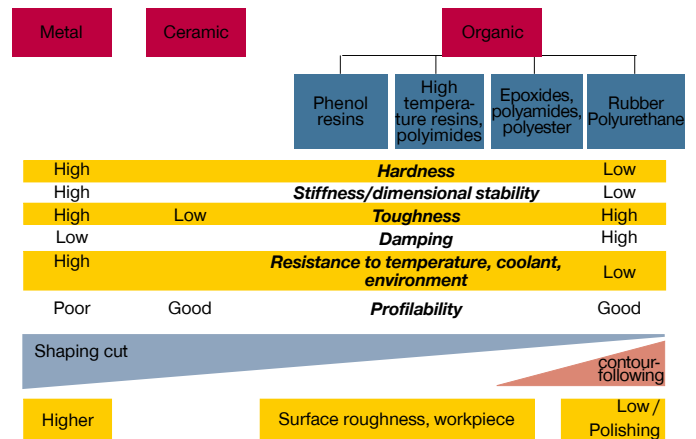 Metal
Ceramic
Organic
Phenol
resins
High
tempera-
ture resins,
polyimides
Epoxides,
polyamides,
polyester
Rubber
Polyurethane
High Hardness Low
High Stiffness/dimensional stability Low
High Low Toughness High
Low Damping High
High Resistance to temperature, coolant,
environment Low
Poor Good Profilability Good
Shaping cut
contour-
following
Higher
Surface roughness, workpiece
Low /
Polishing